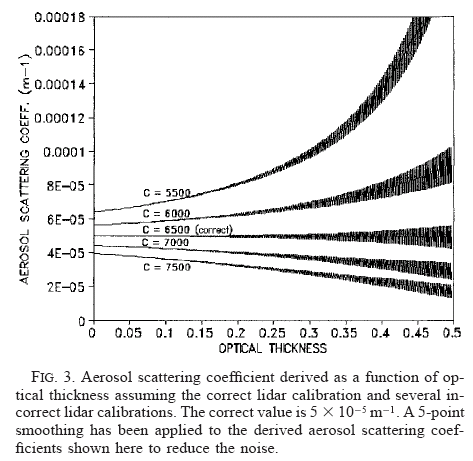 0.00018
0.00016
0.00014
0.00012
0.0001
8E-05
6E-05
4E-05
2E-05
0
AEROSOL SCATTERING COEFF. (m-1)
C = 5500
C = 6000
C = 6500 (correct)
C = 7000
C = 7500
0 0.05 0.1 0.15 0.2 0.25 0.3 0.35 0.4 0.45 0.5
OPTICAL THICKNESS
FIG. 3. Aerosol scattering coefficient derived as a function of op-
tical thickness assuming the correct lidar calibration and several in-
correct lidar calibrations. The correct value is 5 × 10⁻⁵ m⁻¹. A 5-point
smoothing has been applied to the derived aerosol scattering coef-
ficients shown here to reduce the noise.